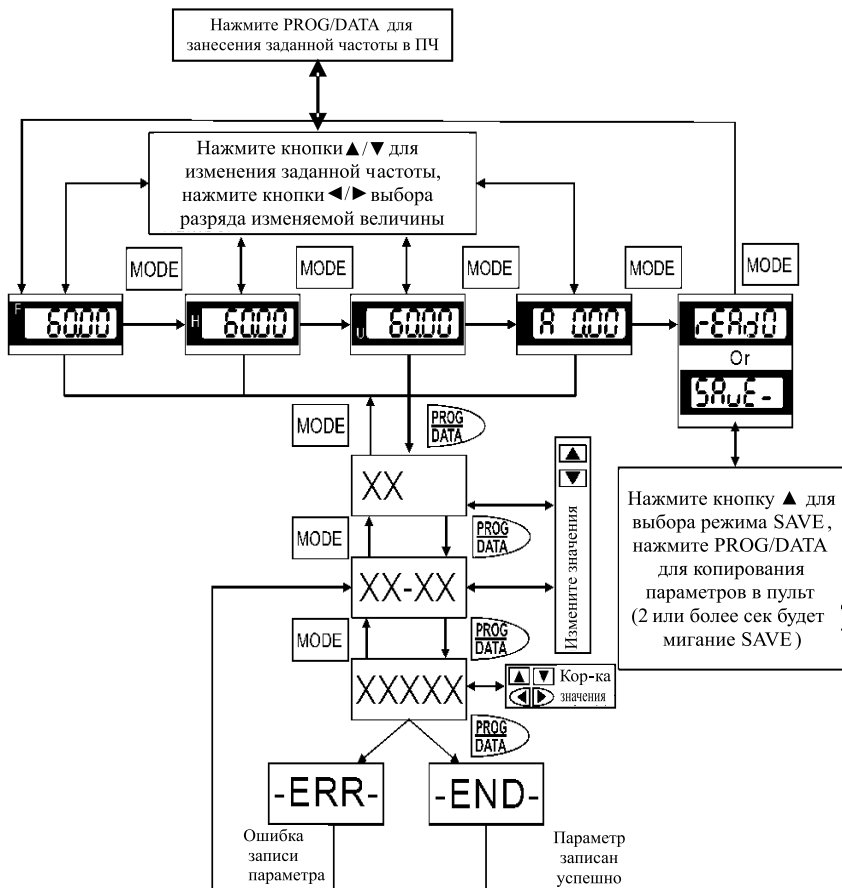 Нажмите PROG/DATA для
занесения заданной частоты в ПЧ
Нажмите кнопки▲/▼ для
изменения заданной частоты,
нажмите кнопки◀/▶ выбора
разряда изменяемой величины
MODE
MODE
MODE
MODE
MODE
F 60.00
H 60.00
U 60.00
A 0.00
rEAd0
Or
SAvE-
MODE
PROG
DATA
XX
MODE
PROG
DATA
XX-XX
MODE
PROG
DATA
XXXXX
PROG
DATA
▲
▼
Измените значения
▲ ▼ Кор-ка
◀ ▶ значения
Нажмите кнопку ▲ для
выбора режима SAVE,
нажмите PROG/DATA
для копирования
параметров в пульт
(2 или более сек будет
мигание SAVE)
-ERR-
-END-
Ошибка
записи
параметра
Параметр
записан
успешно